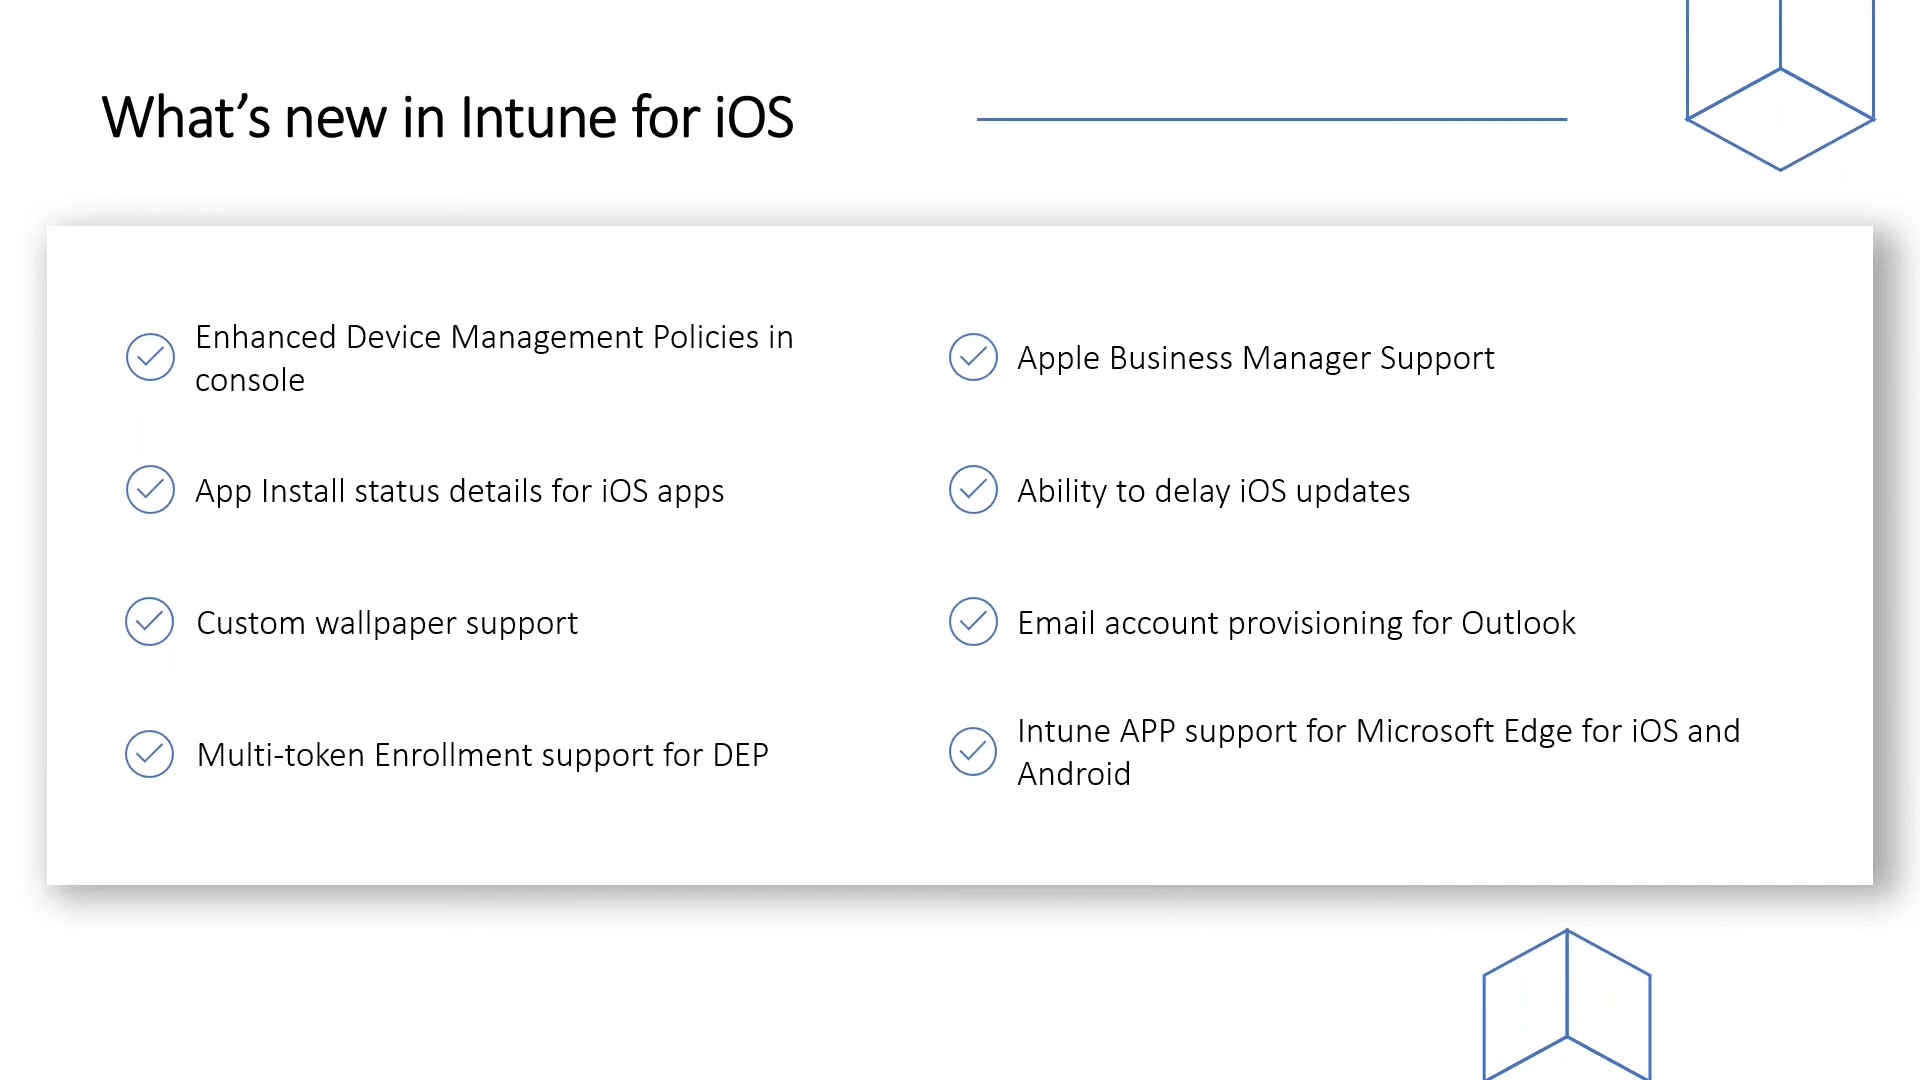 What’s new in Intune for iOS
Enhanced Device Management Policies in
console
App Install status details for iOS apps
Custom wallpaper support
Multi-token Enrollment support for DEP
Apple Business Manager Support
Ability to delay iOS updates
Email account provisioning for Outlook
Intune APP support for Microsoft Edge for iOS and
Android